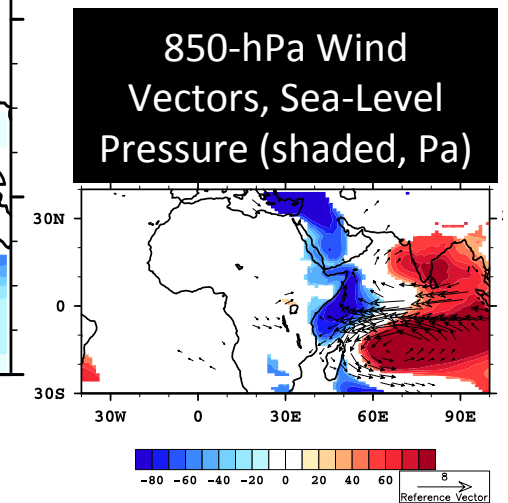 850-hPa Wind
Vectors, Sea-Level
Pressure (shaded, Pa)
30N
0
30S
30W 0 30E 60E 90E
-80 -60 -40 -20 0 20 40 60
8
Reference Vector